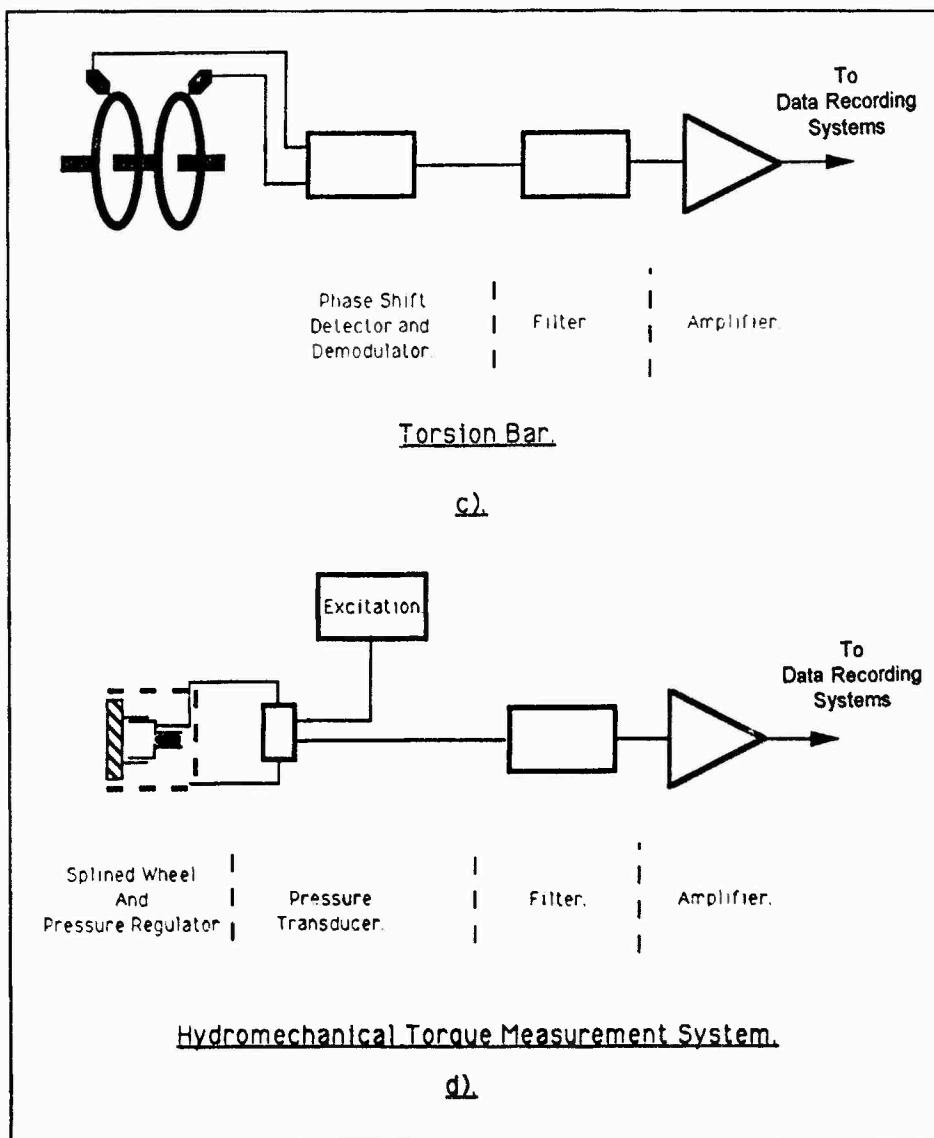 To
Data Recording
Systems
Phase Shift
Detector and
Demodulator.
Filter
Amplifier.
Torsion Bar.
c).
Excitation.
To
Data Recording
Systems
Splined Wheel
And
Pressure Regulator
Pressure
Transducer.
Filter.
Amplifier.
Hydromechanical Torque Measurement System.
d).